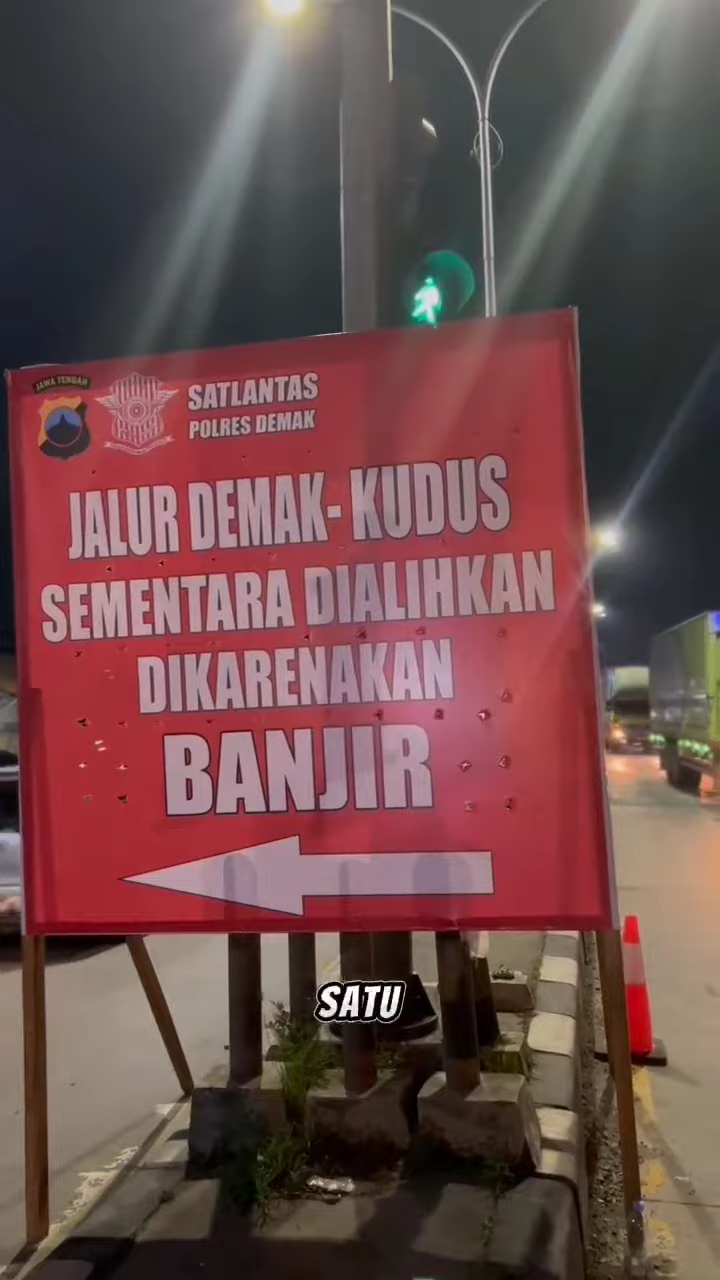 JAWA TENGAH
SATLANTAS
POLRES DEMAK
JALUR DEMAK- KUDUS
SEMENTARA DIALIHKAN
DIKARENAKAN
BANJIR
SATU